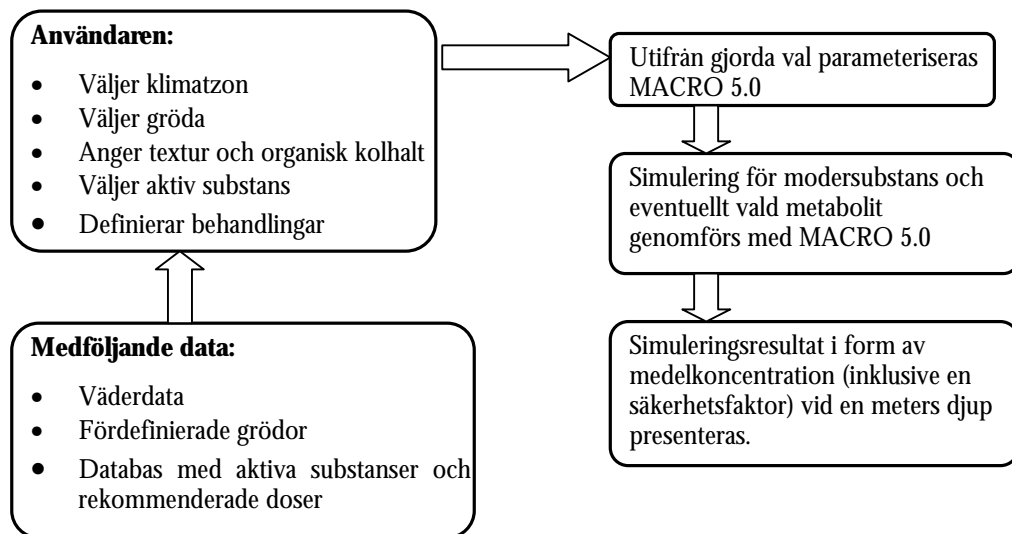 Användaren:
• Väljer klimatzon
• Väljer gröda
• Anger textur och organisk kolhalt
• Väljer aktiv substans
• Definierar behandlingar
Medföljande data:
• Väderdata
• Fördefinierade grödor
• Databas med aktiva substanser och
rekommenderade doser
Utifrån gjorda val parameteriseras
MACRO 5.0
Simulering för modersubstans och
eventuellt vald metabolit
genomförs med MACRO 5.0
Simuleringsresultat i form av
medelkoncentration (inklusive en
säkerhetsfaktor) vid en meters djup
presenteras.